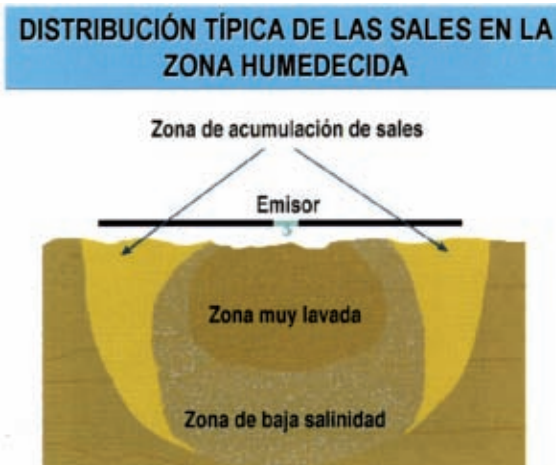 DISTRIBUCIÓN TÍPICA DE LAS SALES EN LA
ZONA HUMEDECIDA
Zona de acumulación de sales
Emisor
Zona muy lavada
Zona de baja salinidad